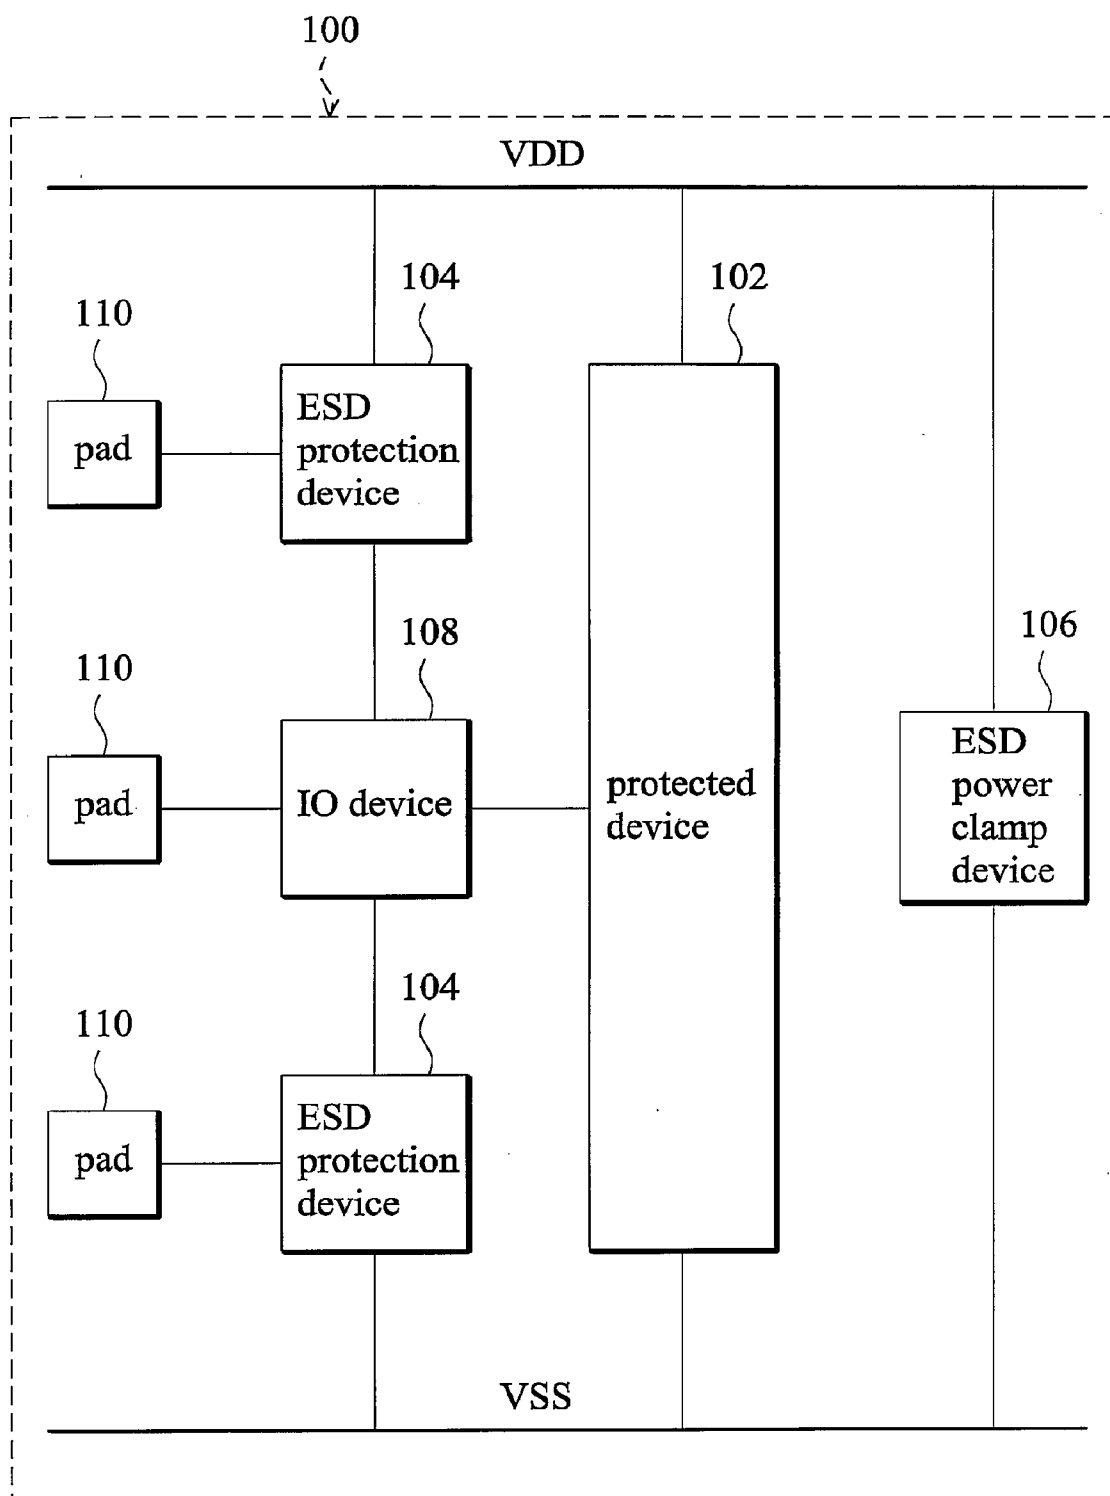 100
VDD
104
102
110
ESD
protection
device
pad
108
106
110
IO device
pad
protected
device
ESD
power
clamp
device
104
110
ESD
protection
device
pad
VSS